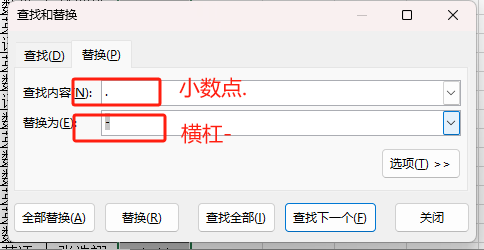 查找和替换
查找(D)
替换(P)
查找内容(N): .
小数点.
替换为(E): -
横杠-
选项(T) >>
全部替换(A)
替换(R)
查找全部(I)
查找下一个(F)
关闭